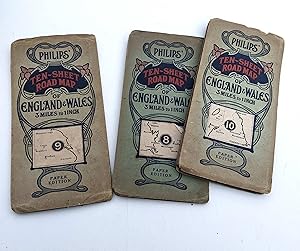 PHILIPS'
TEN-SHEET
ROAD MAP
OF
ENGLAND & WALES
3 MILES TO 1 INCH
9
PAPER
EDITION
PHILIPS'
TEN-SHEET
ROAD MAP
OF
ENGLAND & WALES
3 MILES TO 1 INCH
8
PAPER
EDITION
PHILIPS'
TEN-SHEET
ROAD MAP
OF
ENGLAND & WALES
3 MILES TO 1 INCH
10
PAPER
EDITION